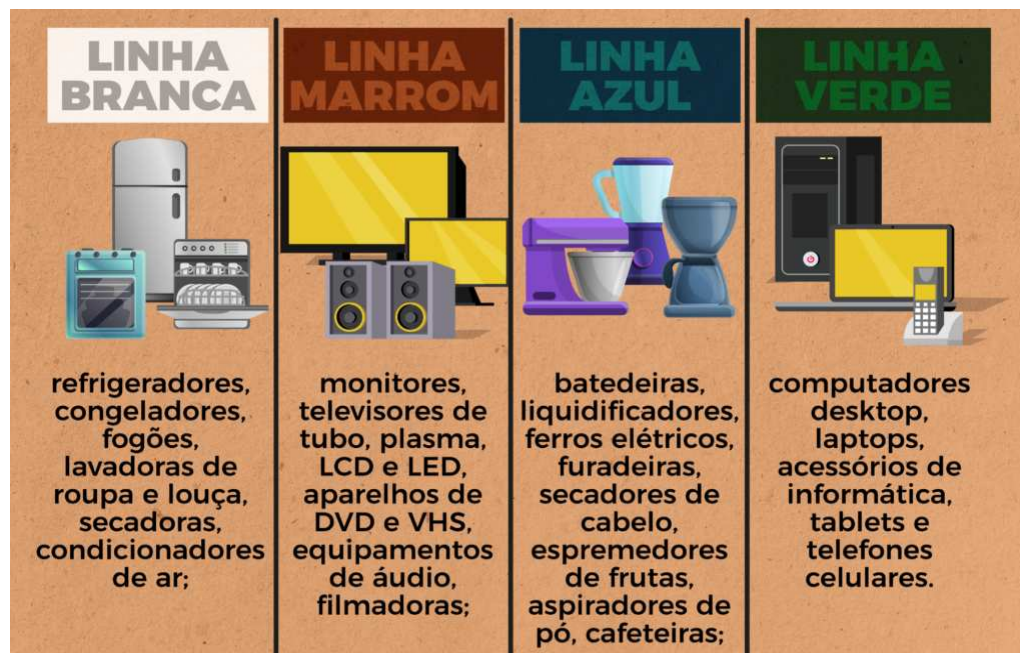 LINHA
BRANCA
refrigeradores,
congeladores,
fogões,
lavadoras de
roupa e louça,
secadoras,
condicionadores
de ar;
LINHA
MARROM
monitores,
televisores de
tubo, plasma,
LCD e LED,
aparelhos de
DVD e VHS,
equipamentos
de áudio,
filmadoras;
LINHA
AZUL
batedeiras,
liquidificadores,
ferros elétricos,
furadeiras,
secadores de
cabelo,
espremedores
de frutas,
aspiradores de
pó, cafeteiras;
LINHA
VERDE
computadores
desktop,
laptops,
acessórios de
informática,
tablets e
telefones
celulares.